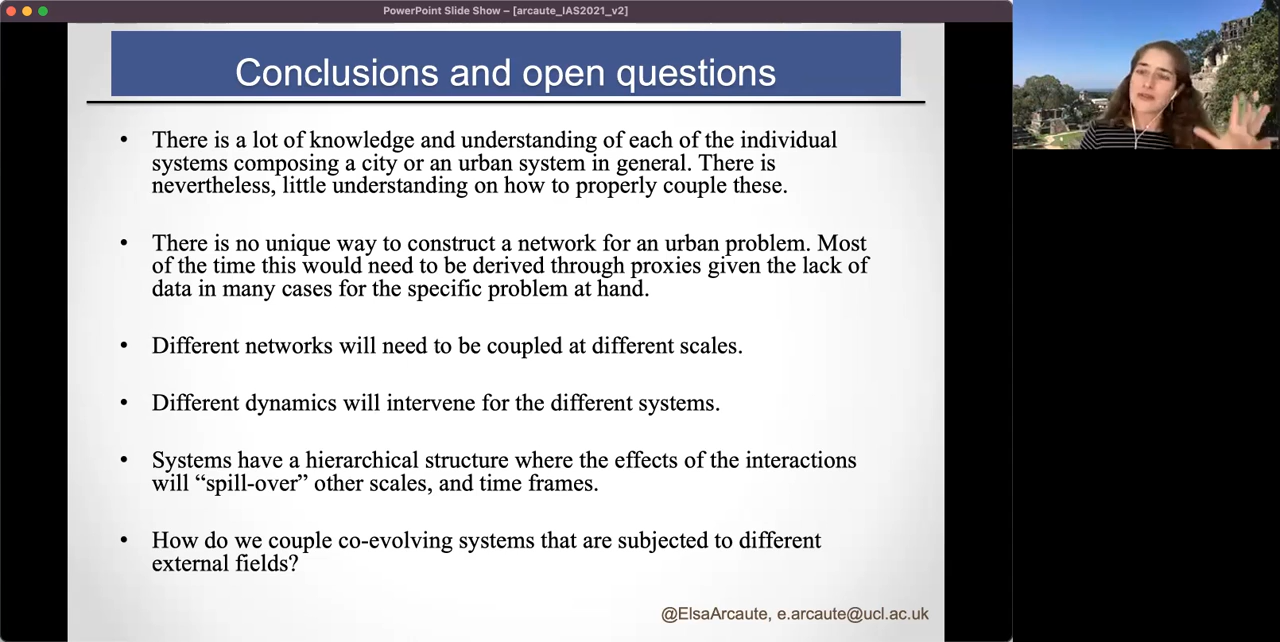 PowerPoint Slide Show – [arcaute_IAS2021_v2]
Conclusions and open questions
• There is a lot of knowledge and understanding of each of the individual
systems composing a city or an urban system in general. There is
nevertheless, little understanding on how to properly couple these.
• There is no unique way to construct a network for an urban problem. Most
of the time this would need to be derived through proxies given the lack of
data in many cases for the specific problem at hand.
• Different networks will need to be coupled at different scales.
• Different dynamics will intervene for the different systems.
• Systems have a hierarchical structure where the effects of the interactions
will “spill-over” other scales, and time frames.
• How do we couple co-evolving systems that are subjected to different
external fields?
@ElsaArcaute, e.arcaute@ucl.ac.uk